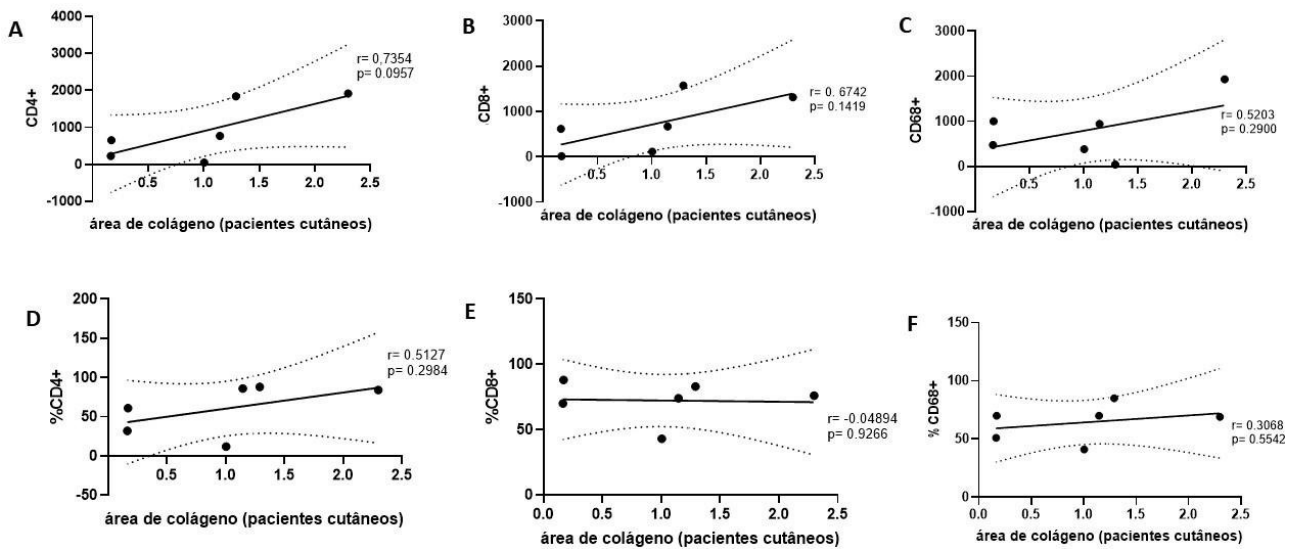 A
4000
3000
2000
1000
0
-1000
CD4+
0.5
1.0
1.5
2.0
2.5
r= 0,7354
p= 0.0957
área de colágeno (pacientes cutâneos)
B
3000
2000
1000
0
-1000
CD8+
0.5
1.0
1.5
2.0
2.5
r= 0. 6742
p= 0.1419
área de colágeno (pacientes cutâneos)
C
3000
2000
1000
0
-1000
CD68+
0.5
1.0
1.5
2.0
2.5
r= 0.5203
p= 0.2900
área de colágeno (pacientes cutâneos)
D
200
150
100
50
0
-50
%CD4+
0.5
1.0
1.5
2.0
2.5
r= 0.5127
p= 0.2984
área de colágeno (pacientes cutâneos)
E
150
100
50
0
%CD8+
0.0
0.5
1.0
1.5
2.0
2.5
r= -0.04894
p= 0.9266
área de colágeno (pacientes cutâneos)
F
150
100
50
0
% CD68+
0.0
0.5
1.0
1.5
2.0
2.5
r= 0.3068
p= 0.5542
área de colágeno (pacientes cutâneos)